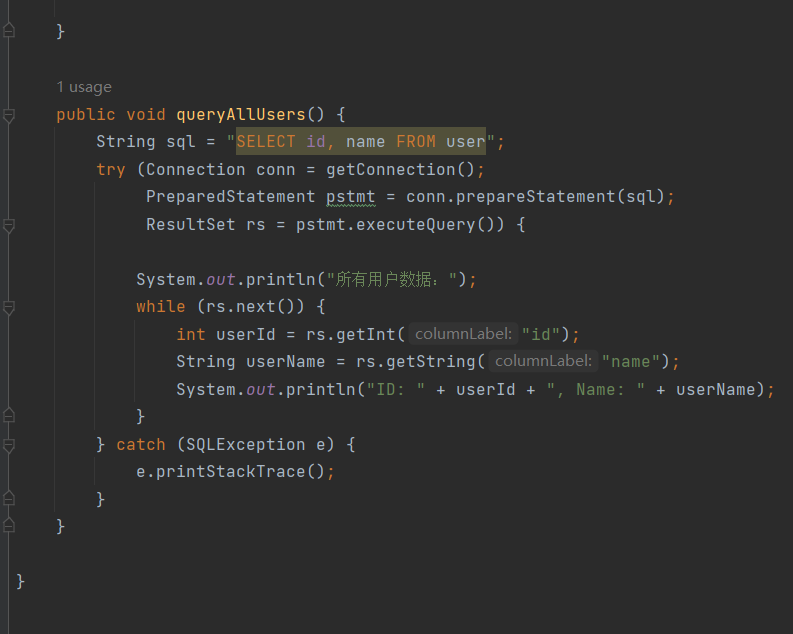 }
1 usage
public void queryAllUsers() {
String sql = "SELECT id, name FROM user";
try (Connection conn = getConnection();
PreparedStatement pstmt = conn.prepareStatement(sql);
ResultSet rs = pstmt.executeQuery()) {
System.out.println("所有用户数据：");
while (rs.next()) {
int userId = rs.getInt( columnLabel: "id");
String userName = rs.getString( columnLabel: "name");
System.out.println("ID: " + userId + ", Name: " + userName);
}
} catch (SQLException e) {
e.printStackTrace();
}
}
}